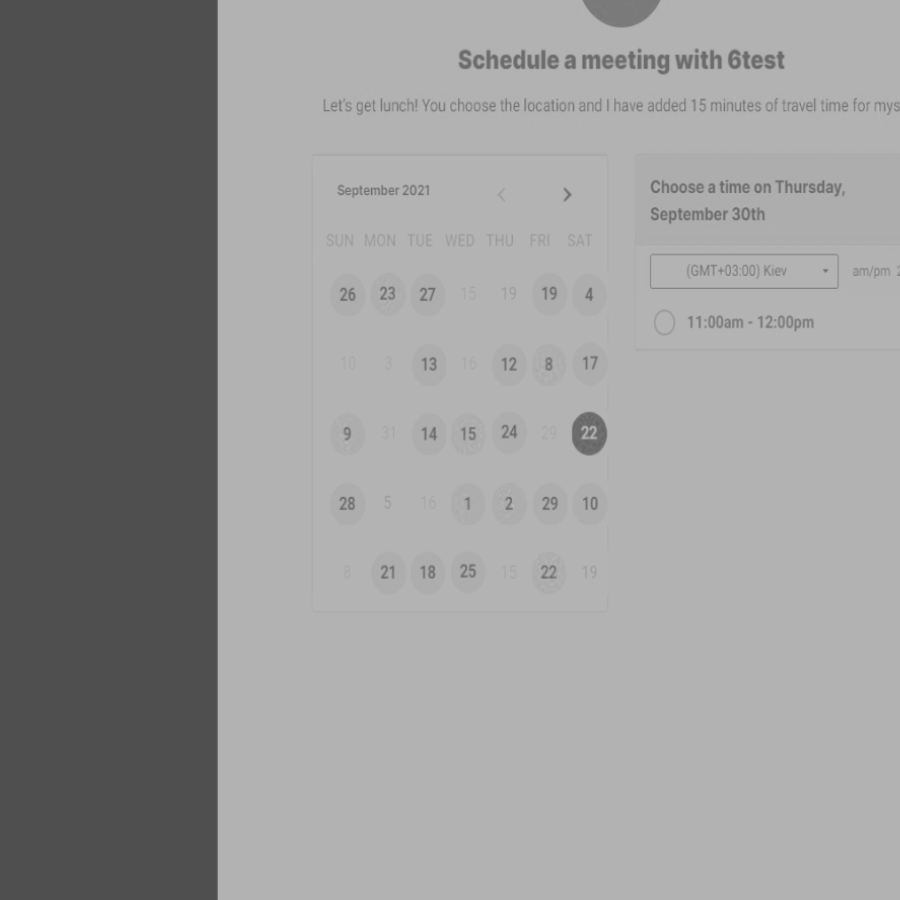 Schedule a meeting with 6test
Let's get lunch! You choose the location and I have added 15 minutes of travel time for mys
September 2021
SUN MON TUE WED THU FRI SAT
26 23 27 15 19 19 4
10 3 13 16 12 8 17
9 31 14 15 24 29 22
28 5 16 1 2 29 10
8 21 18 25 15 22 19
Choose a time on Thursday,
September 30th
(GMT+03:00) Kiev am/pm 2
11:00am - 12:00pm